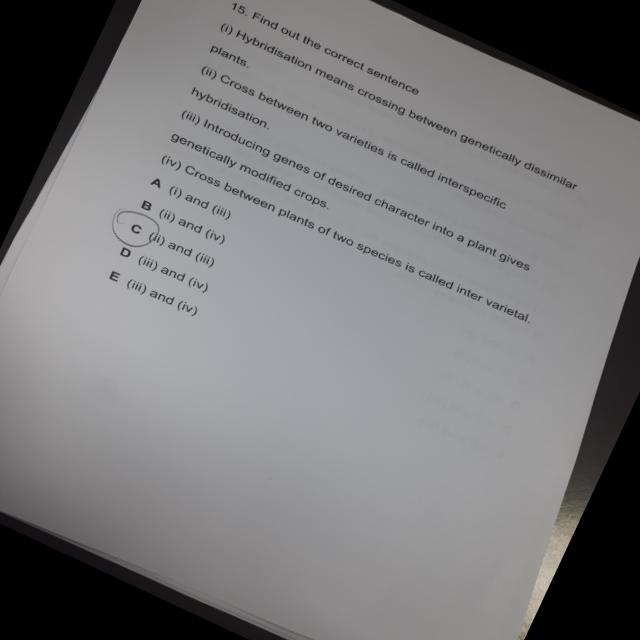 15. Find out the correct sentence
(i) Hybridisation means crossing between genetically dissimilar
plants.
(ii) Cross between two varieties is called interspecific
hybridisation.
(iii) Introducing genes of desired character into a plant gives
genetically modified crops.
(iv) Cross between plants of two species is called inter varietal.
A (i) and (iii)
B (ii) and (iv)
C (ii) and (iii)
D (iii) and (iv)
E (iii) and (iv)